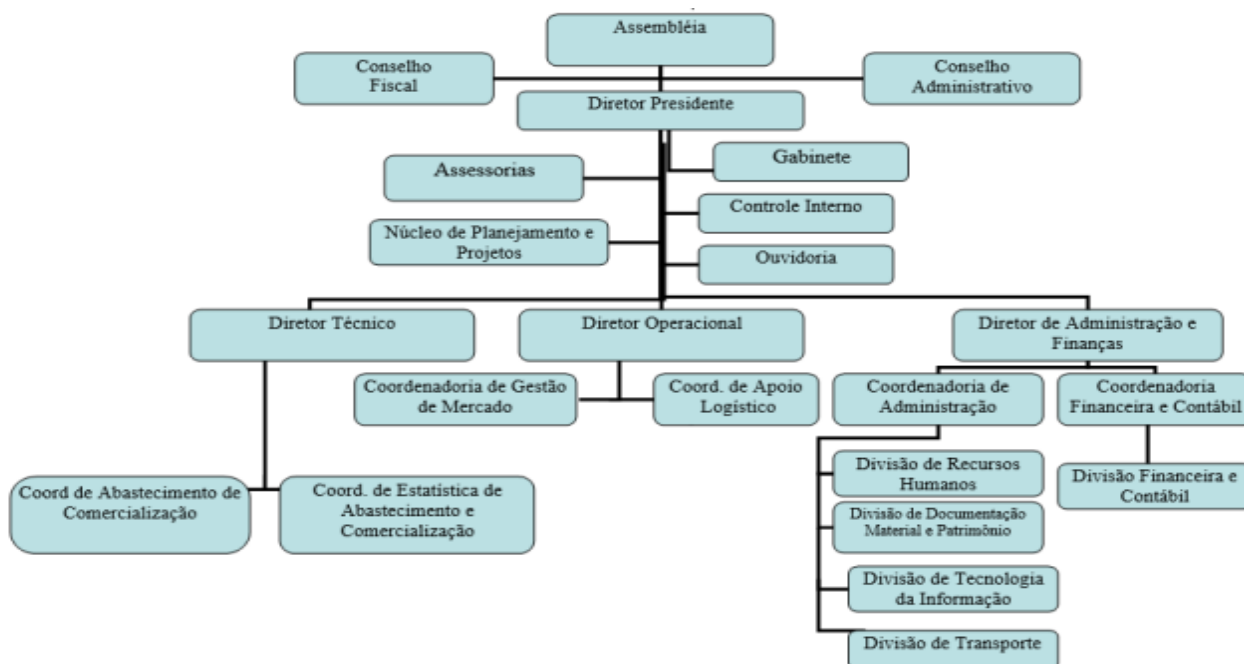 Assembléia
Conselho
Fiscal
Conselho
Administrativo
Diretor Presidente
Gabinete
Assessorias
Controle Interno
Núcleo de Planejamento e
Projetos
Ouvidoria
Diretor Técnico
Diretor Operacional
Diretor de Administração e
Finanças
Coordenadoria de Gestão
de Mercado
Coord. de Apoio
Logístico
Coordenadoria de
Administração
Coordenadoria
Financeira e Contábil
Divisão de Recursos
Humanos
Divisão Financeira e
Contábil
Coord de Abastecimento de
Comercialização
Coord. de Estatística de
Abastecimento e
Comercialização
Divisão de Documentação
Material e Patrimônio
Divisão de Tecnologia
da Informação
Divisão de Transporte